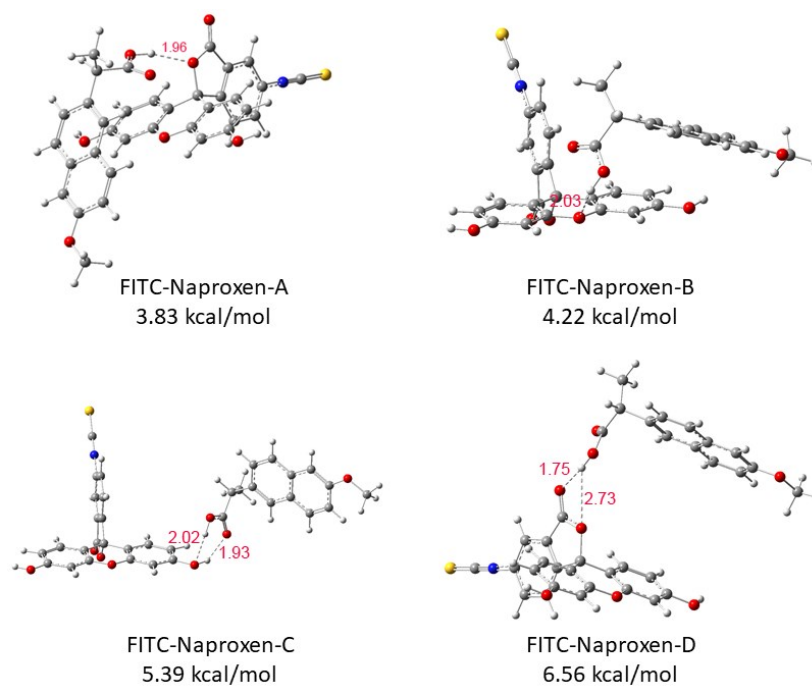 1.96
FITC-Naproxen-A
3.83 kcal/mol
2.03
FITC-Naproxen-B
4.22 kcal/mol
2.02
1.93
FITC-Naproxen-C
5.39 kcal/mol
1.75
2.73
FITC-Naproxen-D
6.56 kcal/mol